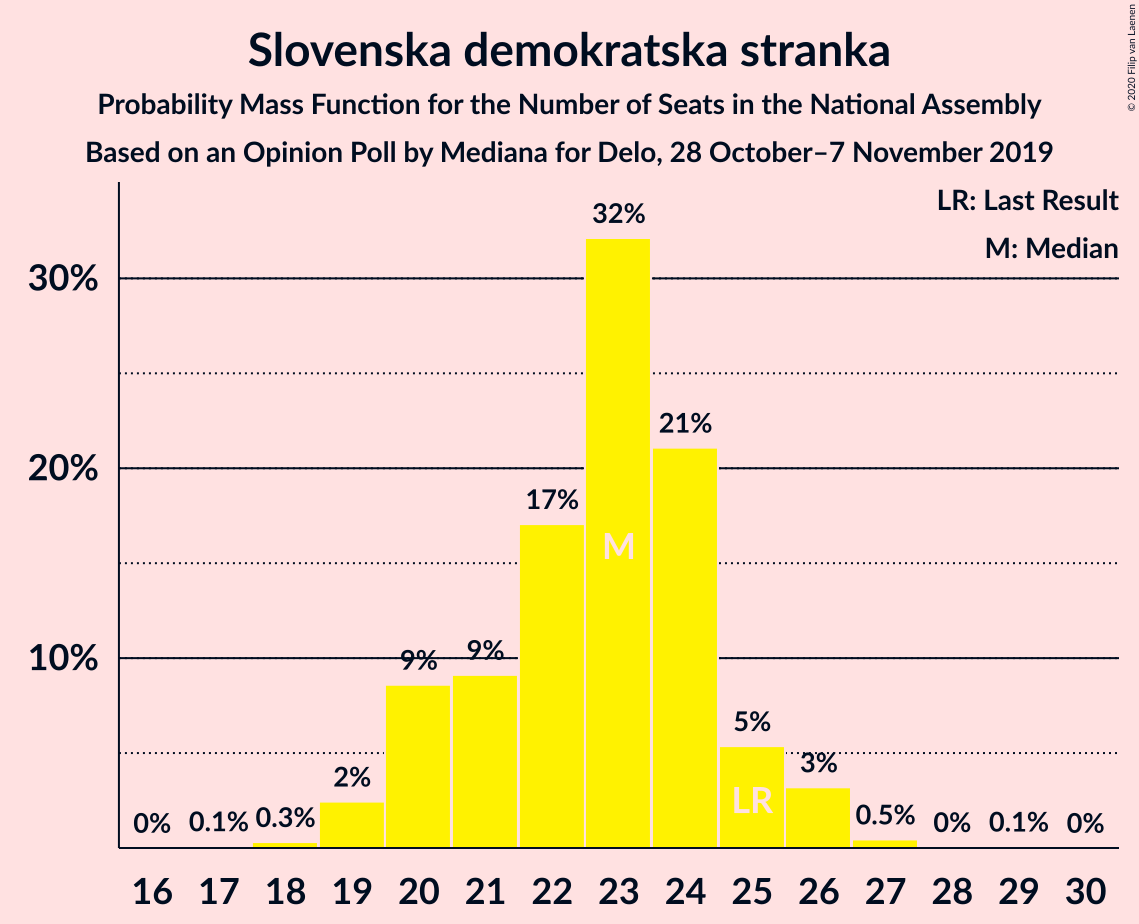 Slovenska demokratska stranka
Probability Mass Function for the Number of Seats in the National Assembly
Based on an Opinion Poll by Mediana for Delo, 28 October–7 November 2019
© 2020 Filip van Laenen
LR: Last Result
M: Median
30%
20%
10%
0% 0.1% 0.3% 2% 9% 9% 17% 32% 21% 5% 3% 0.5% 0% 0.1% 0%
M
LR
16 17 18 19 20 21 22 23 24 25 26 27 28 29 30